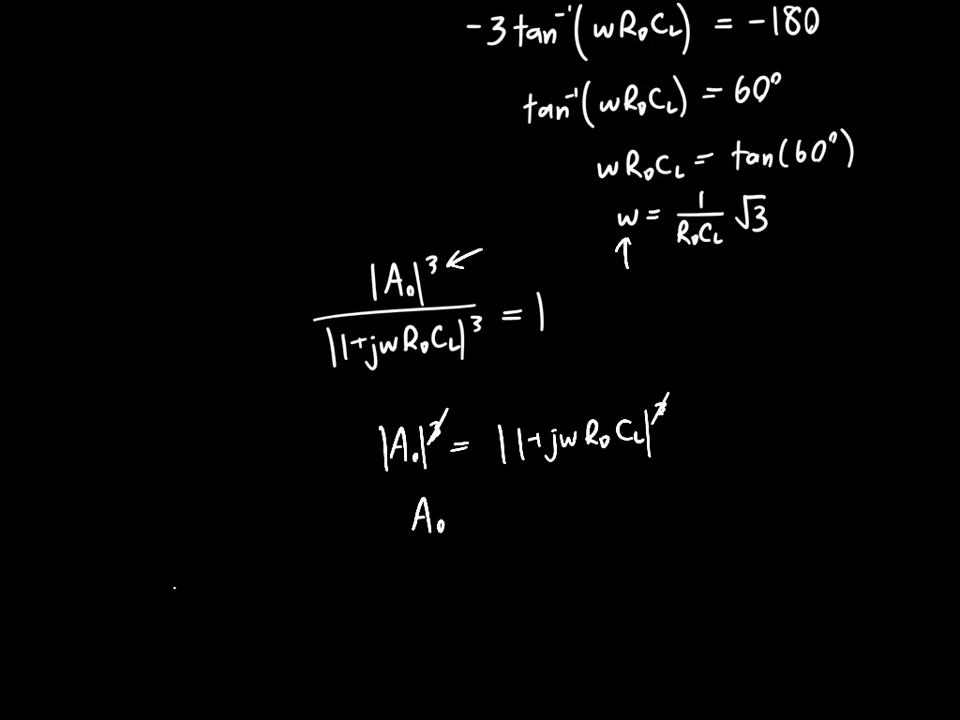 -3 tan⁻¹(wR₀C_L) = -180
tan⁻¹(wR₀C_L) = 60°
wR₀C_L = tan(60°)
w = 1/(R₀C_L) √3
|A₀|³ / |1+jwR₀C_L|³ = 1
|A₀|³ = |1+jwR₀C_L|³
A₀